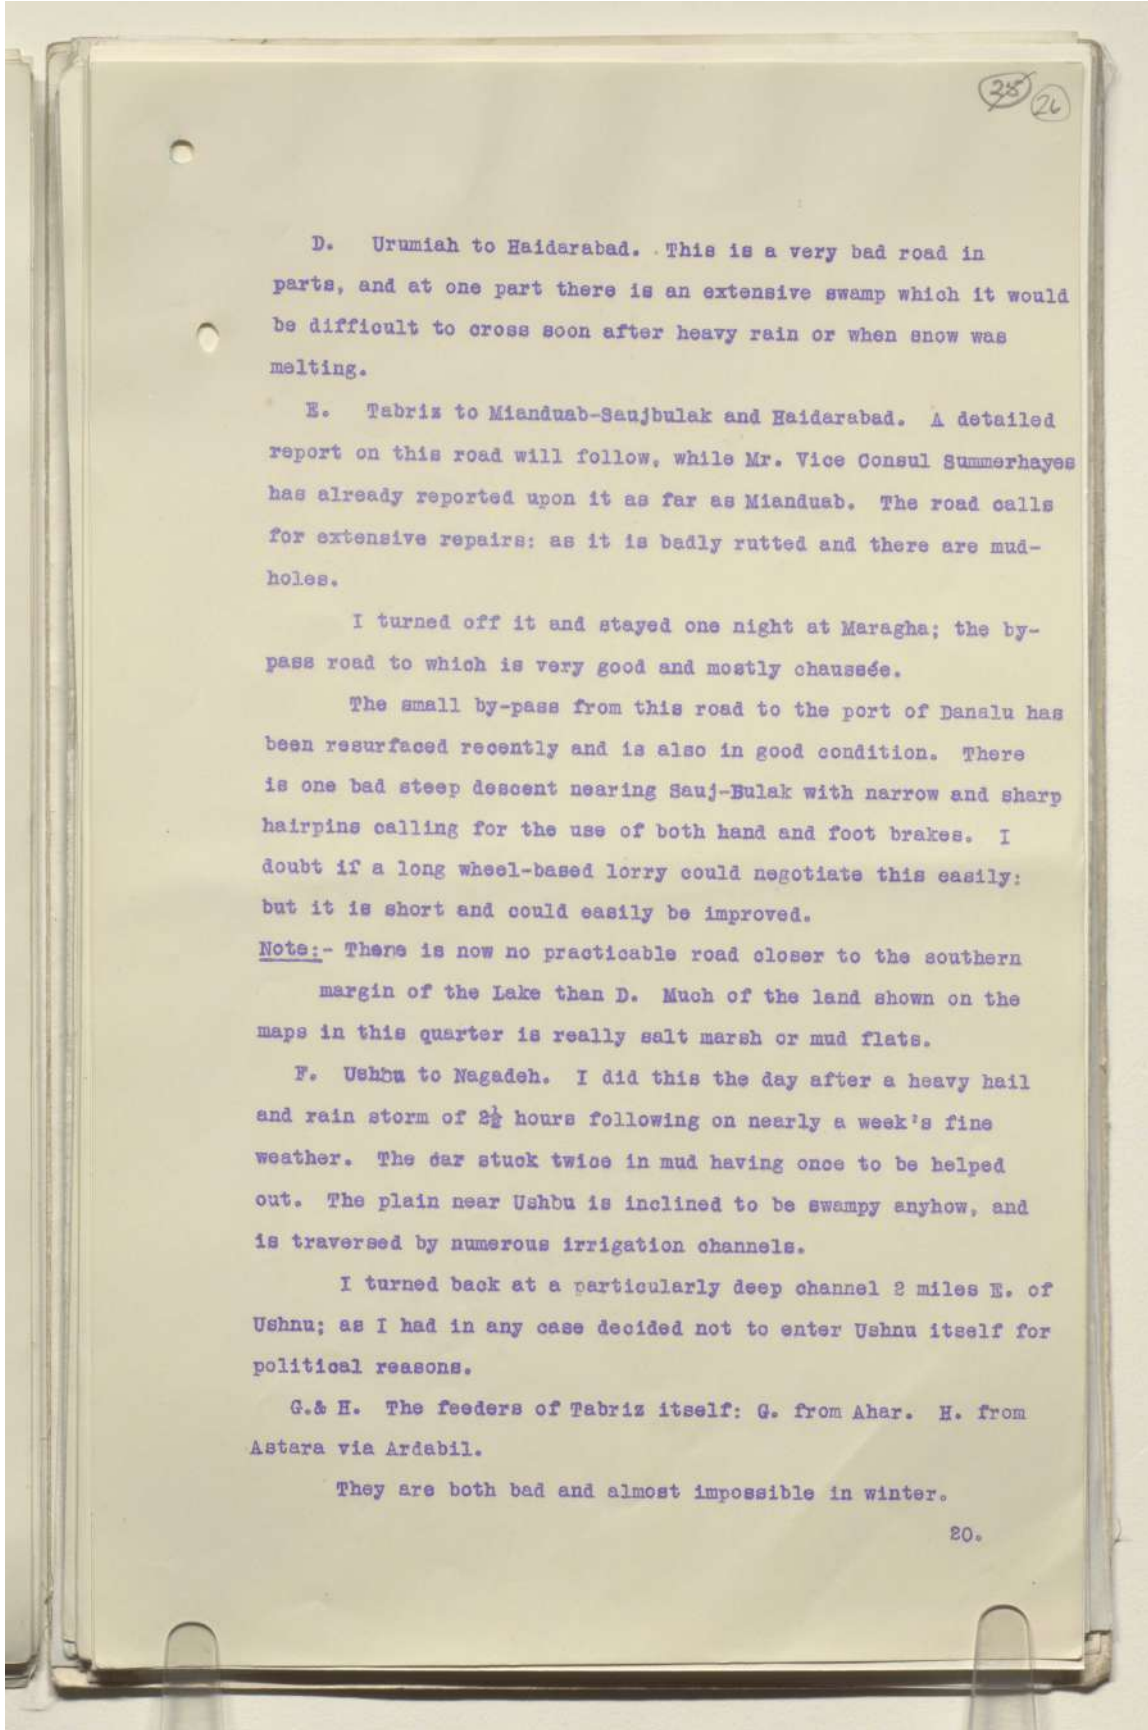 25 26
D. Urumiah to Haidarabad. This is a very bad road in
parts, and at one part there is an extensive swamp which it would
be difficult to cross soon after heavy rain or when snow was
melting.
E. Tabriz to Mianduab-Saujbulak and Haidarabad. A detailed
report on this road will follow, while Mr. Vice Consul Summerhayes
has already reported upon it as far as Mianduab. The road calls
for extensive repairs: as it is badly rutted and there are mud-
holes.
I turned off it and stayed one night at Maragha; the by-
pass road to which is very good and mostly chaussée.
The small by-pass from this road to the port of Danalu has
been resurfaced recently and is also in good condition. There
is one bad steep descent nearing Sauj-Bulak with narrow and sharp
hairpins calling for the use of both hand and foot brakes. I
doubt if a long wheel-based lorry could negotiate this easily:
but it is short and could easily be improved.
Note:- There is now no practicable road closer to the southern
margin of the Lake than D. Much of the land shown on the
maps in this quarter is really salt marsh or mud flats.
F. Ushbu to Nagadeh. I did this the day after a heavy hail
and rain storm of 2½ hours following on nearly a week's fine
weather. The car stuck twice in mud having once to be helped
out. The plain near Ushbu is inclined to be swampy anyhow, and
is traversed by numerous irrigation channels.
I turned back at a particularly deep channel 2 miles E. of
Ushnu; as I had in any case decided not to enter Ushnu itself for
political reasons.
G.& H. The feeders of Tabriz itself: G. from Ahar. H. from
Astara via Ardabil.
They are both bad and almost impossible in winter.
20.